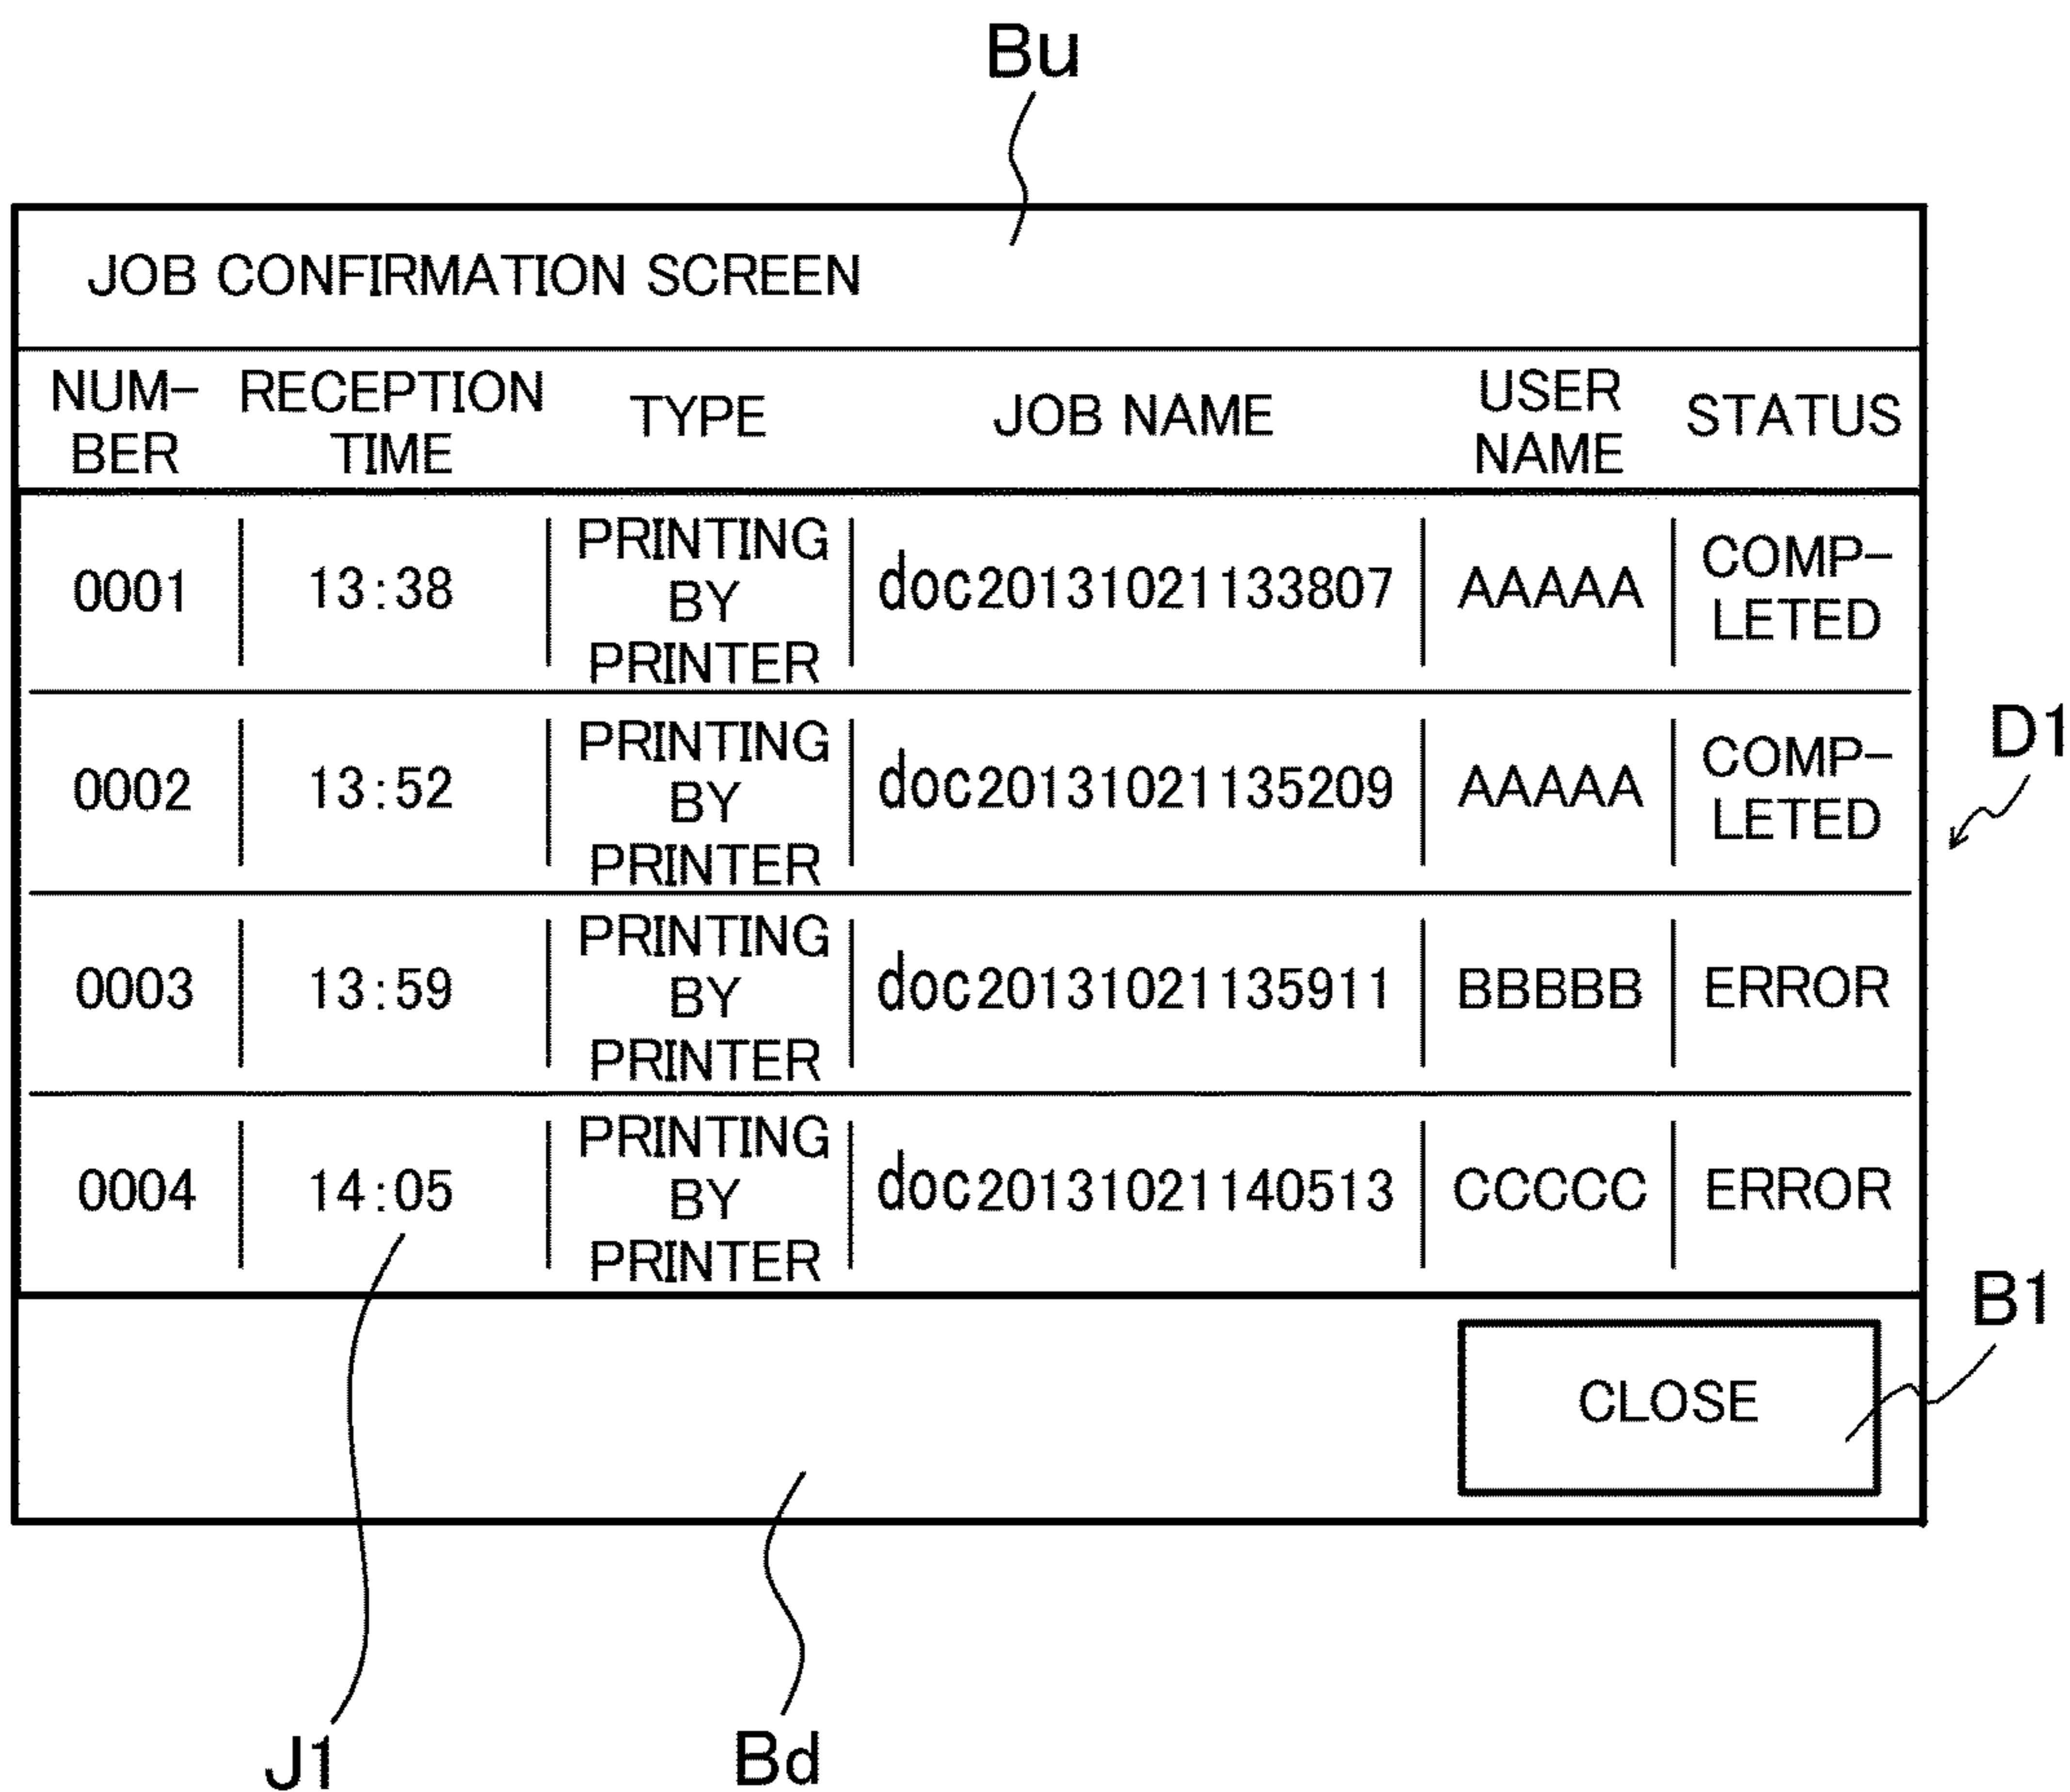 Bu
JOB CONFIRMATION SCREEN
NUM-
BER
RECEPTION
TIME
TYPE
JOB NAME
USER
NAME
STATUS
0001
13:38
PRINTING
BY
PRINTER
doc20131021133807
AAAAA
COMP-
LETED
0002
13:52
PRINTING
BY
PRINTER
doc20131021135209
AAAAA
COMP-
LETED
D1
0003
13:59
PRINTING
BY
PRINTER
doc20131021135911
BBBBB
ERROR
0004
14:05
PRINTING
BY
PRINTER
doc20131021140513
CCCCC
ERROR
B1
CLOSE
J1
Bd